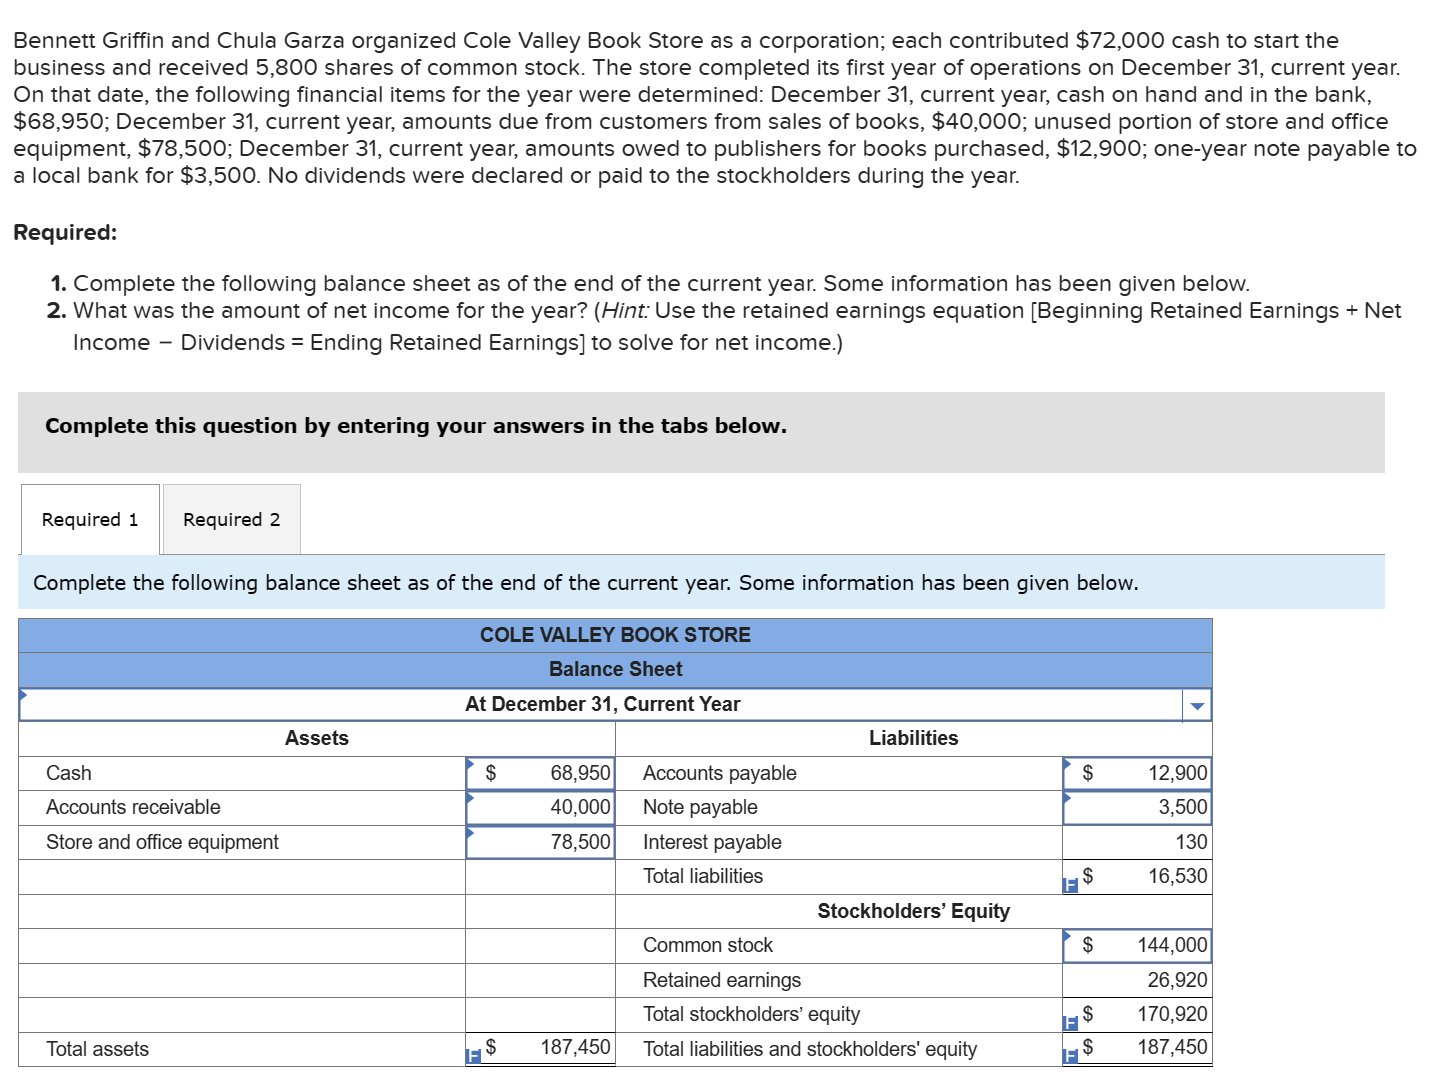 Bennett Griffin and Chula Garza organized Cole Valley Book Store as a corporation; each contributed $72,000 cash to start the
business and received 5,800 shares of common stock. The store completed its first year of operations on December 31, current year.
On that date, the following financial items for the year were determined: December 31, current year, cash on hand and in the bank,
$68,950; December 31, current year, amounts due from customers from sales of books, $40,000; unused portion of store and office
equipment, $78,500; December 31, current year, amounts owed to publishers for books purchased, $12,900; one-year note payable to
a local bank for $3,500. No dividends were declared or paid to the stockholders during the year.
Required:
1. Complete the following balance sheet as of the end of the current year. Some information has been given below.
2. What was the amount of net income for the year? (Hint: Use the retained earnings equation [Beginning Retained Earnings + Net
Income − Dividends = Ending Retained Earnings] to solve for net income.)
Complete this question by entering your answers in the tabs below.
Required 1 Required 2
Complete the following balance sheet as of the end of the current year. Some information has been given below.
COLE VALLEY BOOK STORE
Balance Sheet
At December 31, Current Year
Assets Liabilities
Cash $ 68,950 Accounts payable $ 12,900
Accounts receivable 40,000 Note payable 3,500
Store and office equipment 78,500 Interest payable 130
Total liabilities F $ 16,530
Stockholders' Equity
Common stock $ 144,000
Retained earnings 26,920
Total stockholders' equity F $ 170,920
Total assets F $ 187,450 Total liabilities and stockholders' equity F $ 187,450